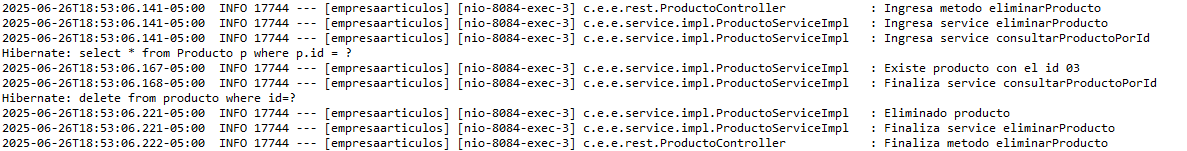 2025-06-26T18:53:06.141-05:00  INFO 17744 --- [empresaarticulos] [nio-8084-exec-3] c.e.e.rest.ProductoController            : Ingresa metodo eliminarProducto
2025-06-26T18:53:06.141-05:00  INFO 17744 --- [empresaarticulos] [nio-8084-exec-3] c.e.e.service.impl.ProductoServiceImpl   : Ingresa service eliminarProducto
2025-06-26T18:53:06.141-05:00  INFO 17744 --- [empresaarticulos] [nio-8084-exec-3] c.e.e.service.impl.ProductoServiceImpl   : Ingresa service consultarProductoPorId
Hibernate: select * from Producto p where p.id = ?
2025-06-26T18:53:06.167-05:00  INFO 17744 --- [empresaarticulos] [nio-8084-exec-3] c.e.e.service.impl.ProductoServiceImpl   : Existe producto con el id 03
2025-06-26T18:53:06.168-05:00  INFO 17744 --- [empresaarticulos] [nio-8084-exec-3] c.e.e.service.impl.ProductoServiceImpl   : Finaliza service consultarProductoPorId
Hibernate: delete from producto where id=?
2025-06-26T18:53:06.221-05:00  INFO 17744 --- [empresaarticulos] [nio-8084-exec-3] c.e.e.service.impl.ProductoServiceImpl   : Eliminado producto
2025-06-26T18:53:06.221-05:00  INFO 17744 --- [empresaarticulos] [nio-8084-exec-3] c.e.e.service.impl.ProductoServiceImpl   : Finaliza service eliminarProducto
2025-06-26T18:53:06.222-05:00  INFO 17744 --- [empresaarticulos] [nio-8084-exec-3] c.e.e.rest.ProductoController            : Finaliza metodo eliminarProducto